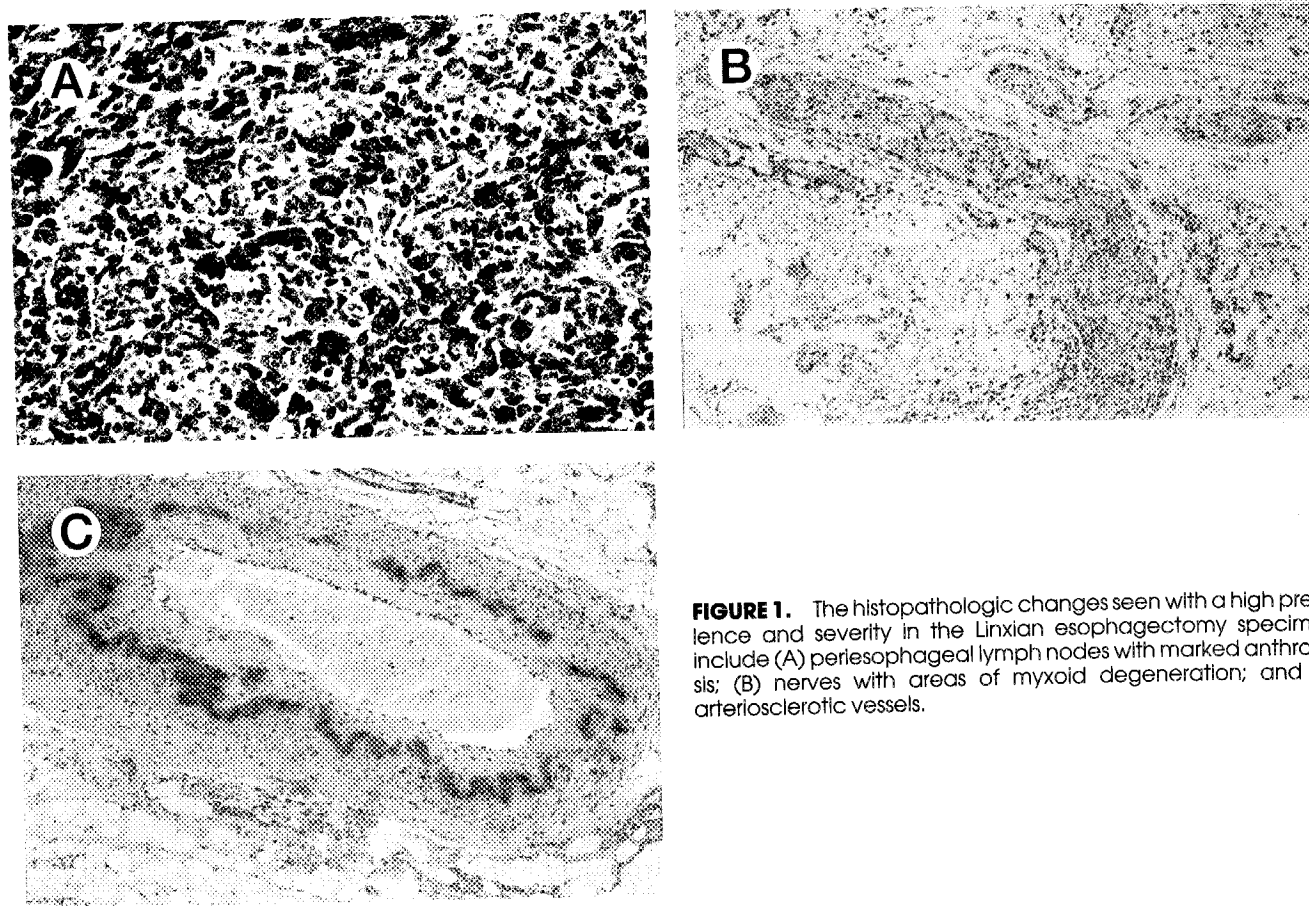 A
B
C
FIGURE 1. The histopathologic changes seen with a high pre
lence and severity in the Linxian esophagectomy specim
include (A) periesophageal lymph nodes with marked anthro
sis; (B) nerves with areas of myxoid degeneration; and
arteriosclerotic vessels.